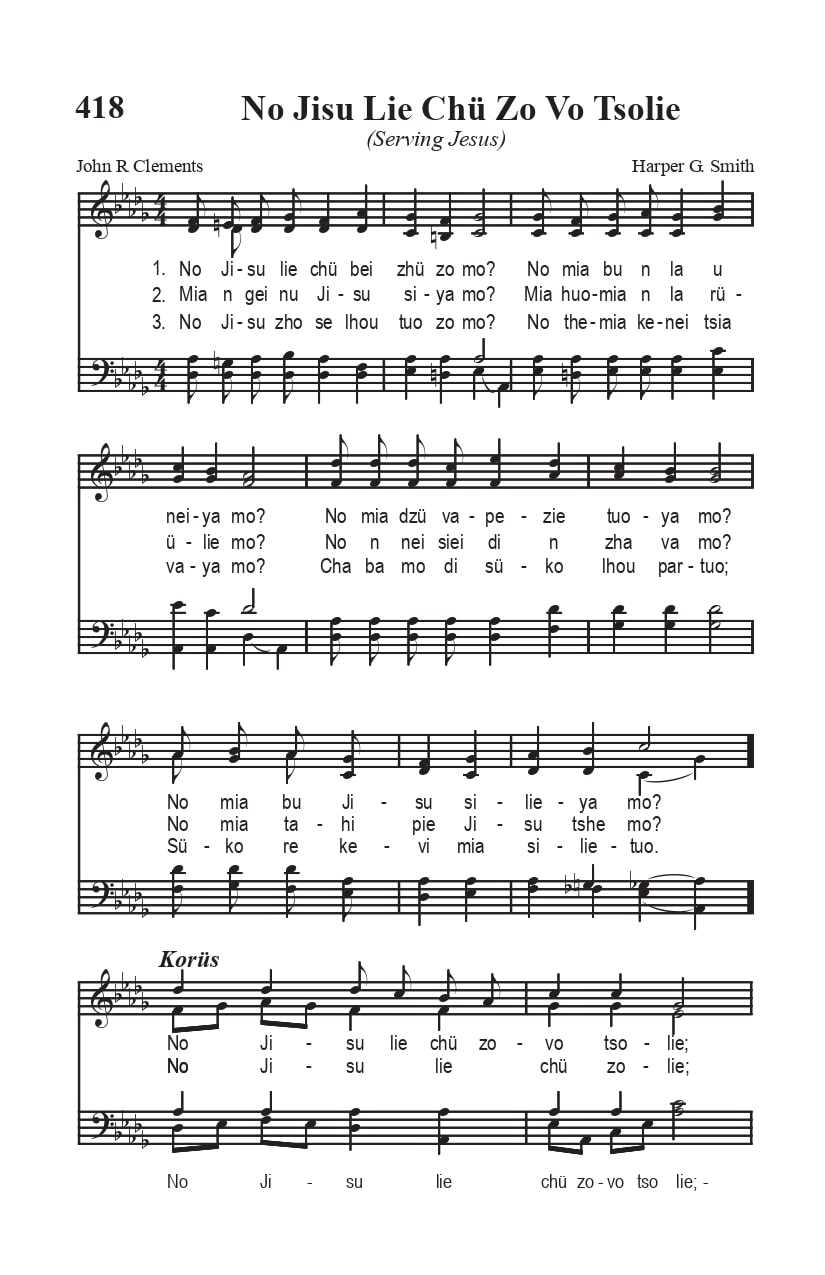 418 No Jisu Lie Chü Zo Vo Tsolie
(Serving Jesus)
John R Clements Harper G. Smith
1. No Ji - su lie chü bei zhü zo mo? No mia bu n la u
2. Mia n gei nu Ji - su si - ya mo? Mia huo - mia n la rü -
3. No Ji - su zho se lhou tuo zo mo? No the - mia ke - nei tsia
nei - ya mo? No mia dzü va - pe - zie tuo - ya mo?
ü - lie mo? No n nei siei di n zha va mo?
va - ya mo? Cha ba mo di sü - ko lhou par - tuo;
No mia bu Ji - su si - lie - ya mo?
No mia ta - hi pie Ji - su tshe mo?
Sü - ko re ke - vi mia si - lie - tuo.
Korüs
No Ji - su lie chü zo - vo tso - lie;
No Ji - su lie chü zo - lie;
No Ji - su lie chü zo - vo tso lie; -